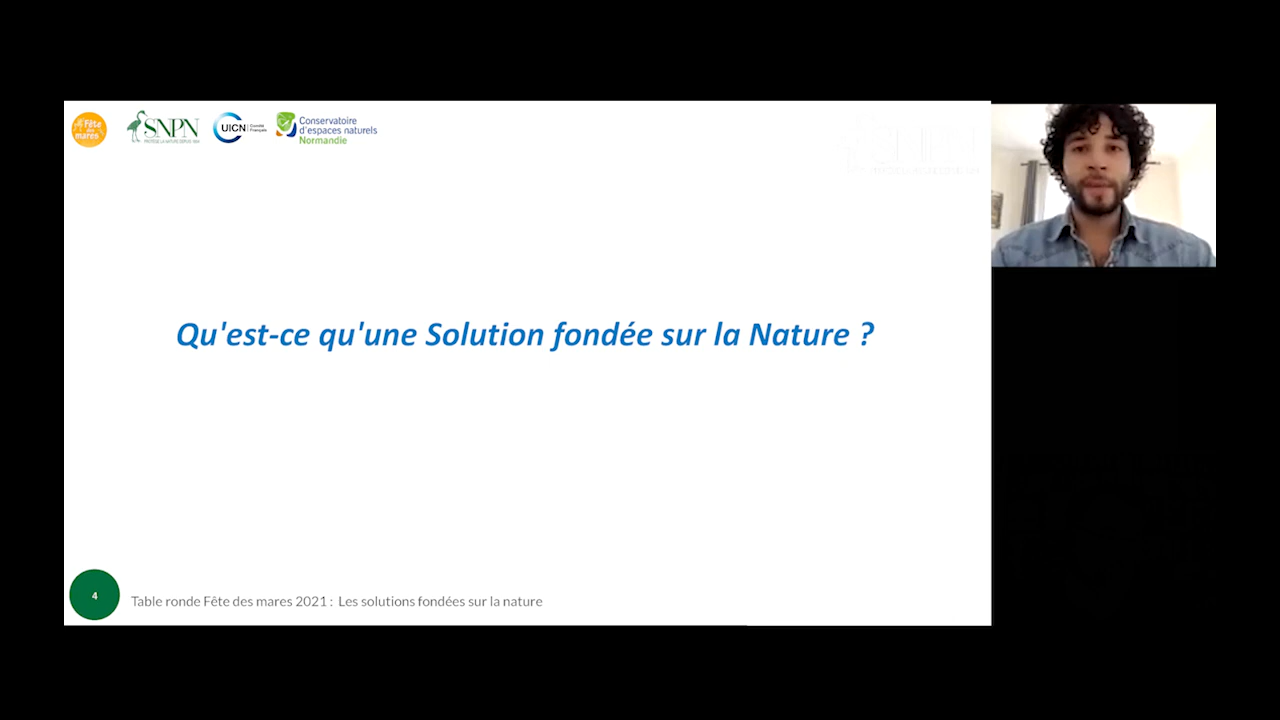 Fête
des
mares
SNPN
PROTÈGE LA NATURE DEPUIS 1854
UICN
Comité
Français
Conservatoire
d'espaces naturels
Normandie
Qu'est-ce qu'une Solution fondée sur la Nature ?
4
Table ronde Fête des mares 2021 : Les solutions fondées sur la nature